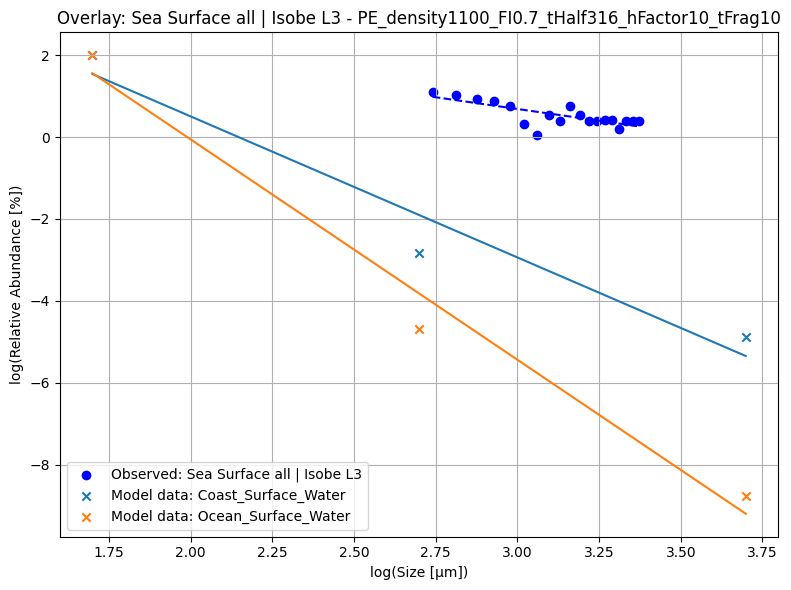 Overlay: Sea Surface all | Isobe L3 - PE_density1100_FI0.7_tHalf316_hFactor10_tFrag10
log(Relative Abundance [%])
2
0
−2
−4
−6
−8
Observed: Sea Surface all | Isobe L3
Model data: Coast_Surface_Water
Model data: Ocean_Surface_Water
1.75 2.00 2.25 2.50 2.75 3.00 3.25 3.50 3.75
log(Size [μm])